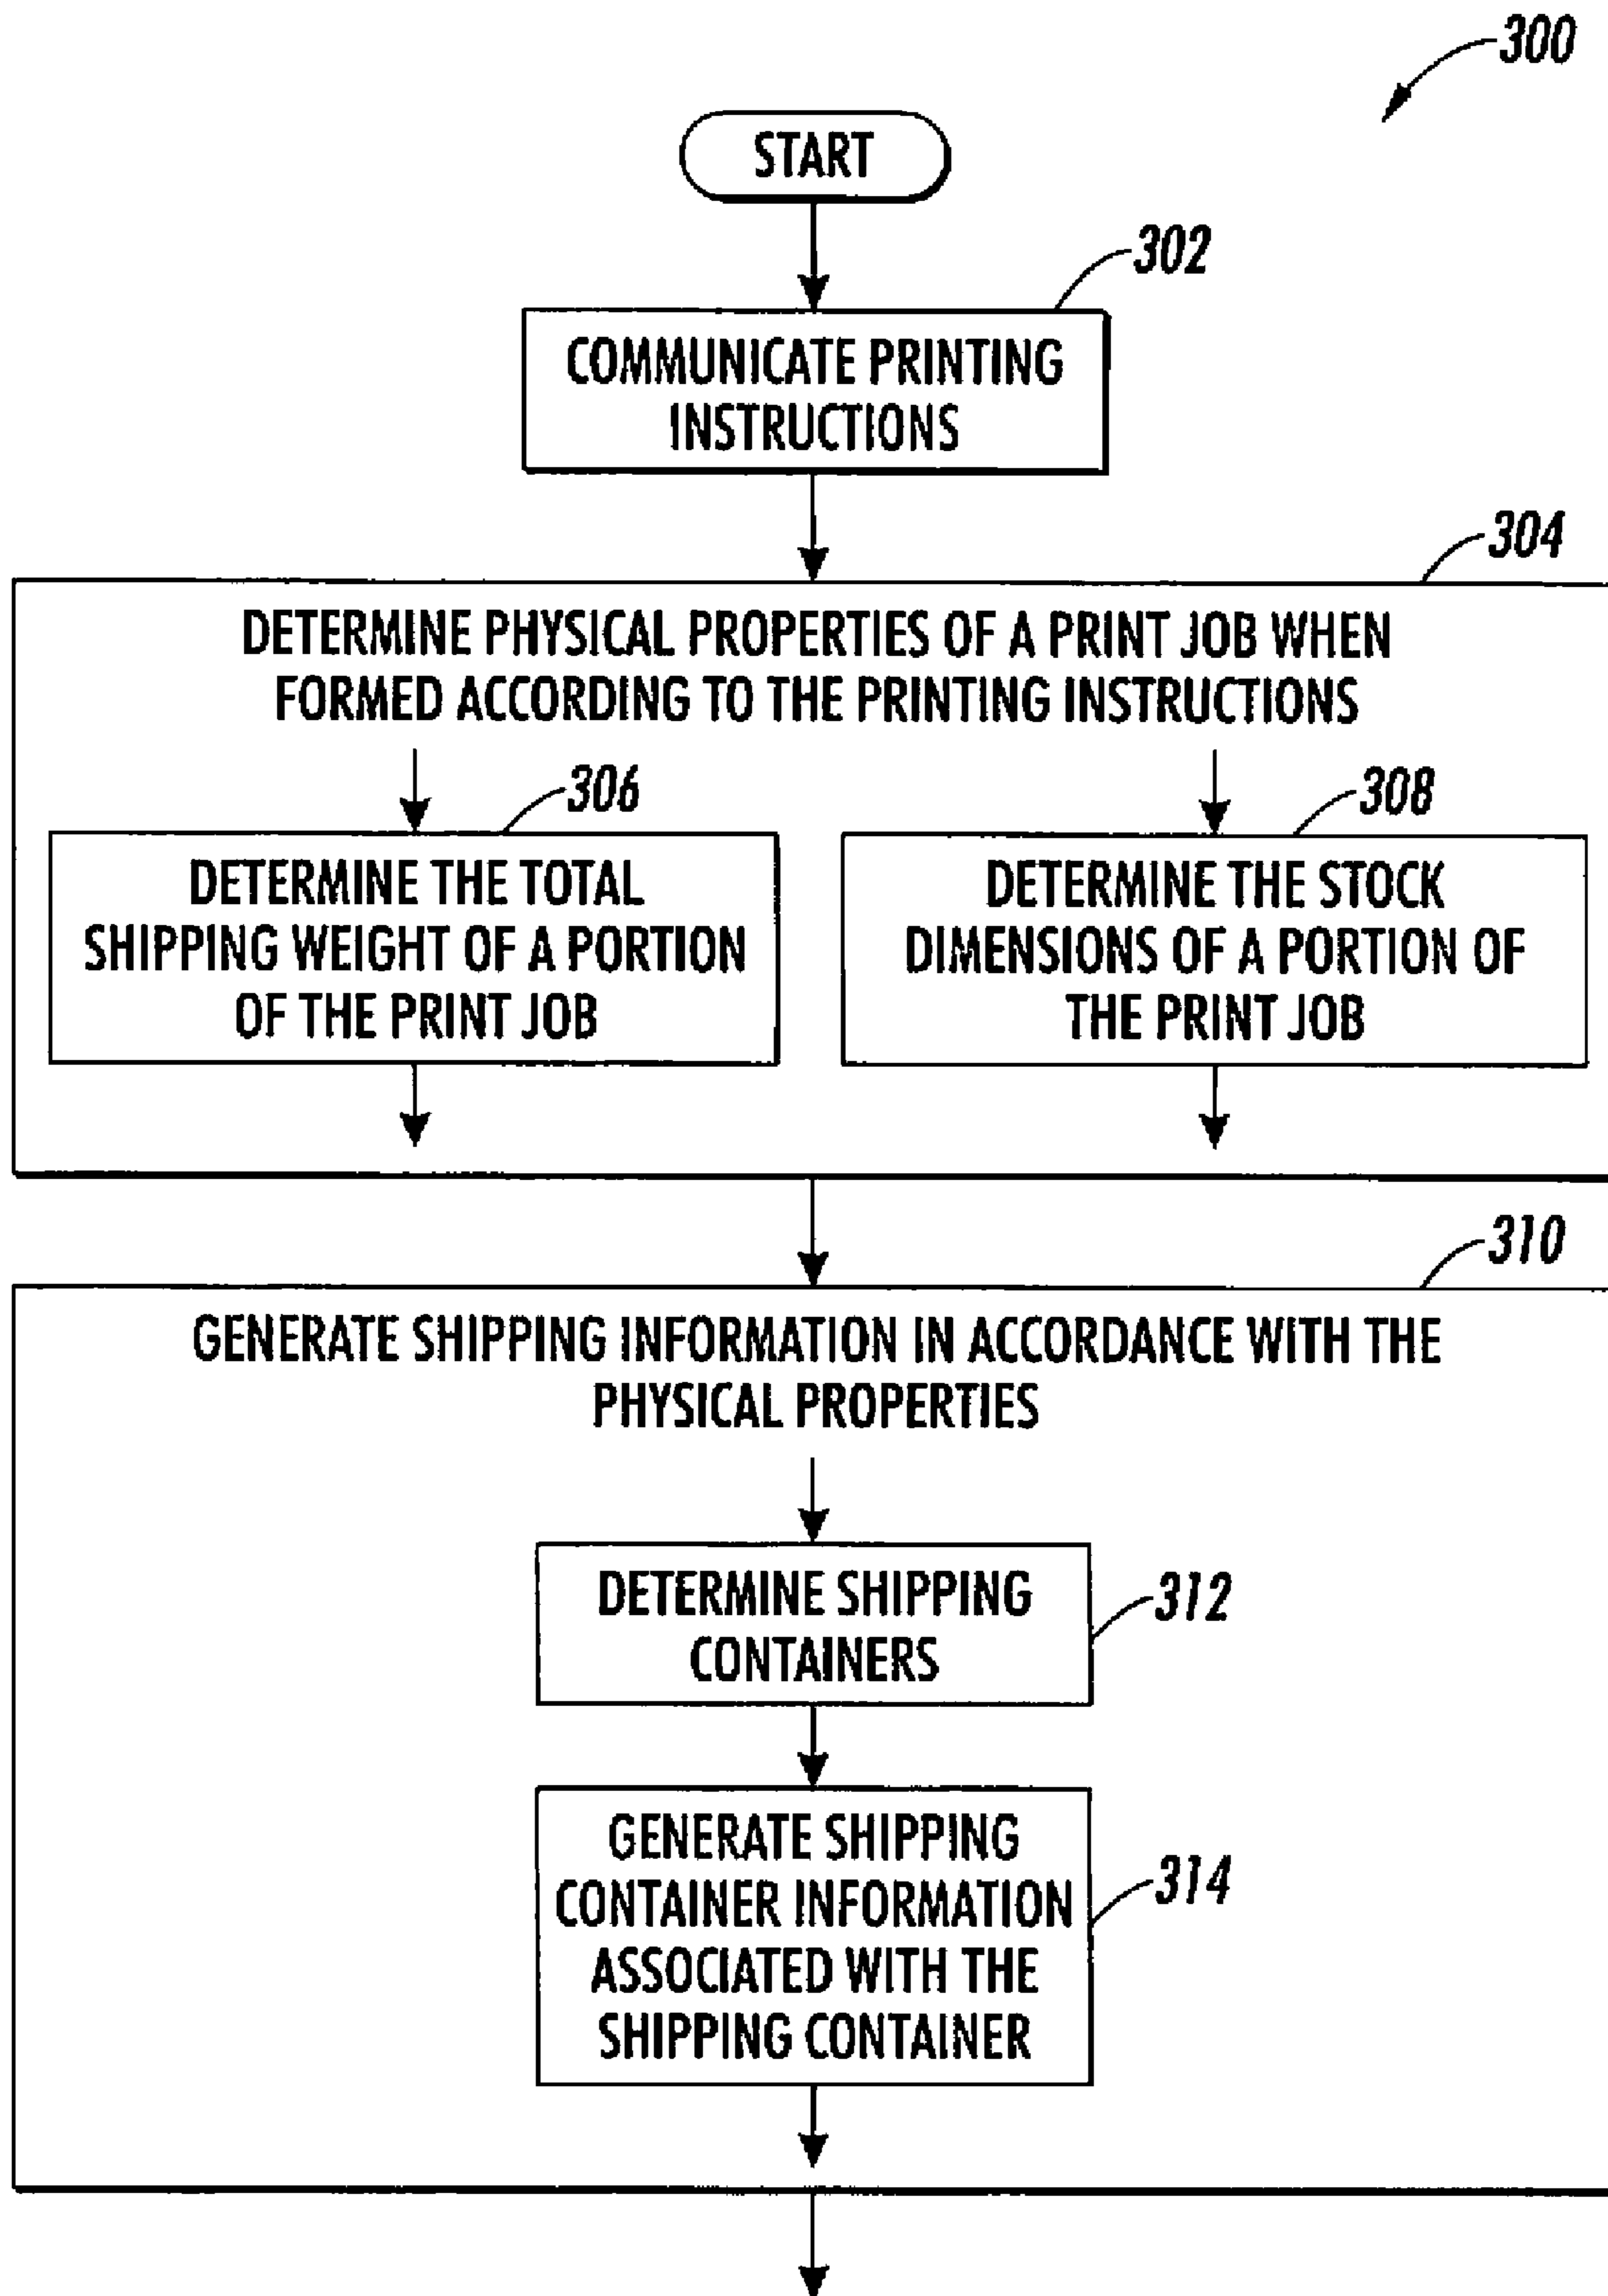 300
START
302
COMMUNICATE PRINTING
INSTRUCTIONS
304
DETERMINE PHYSICAL PROPERTIES OF A PRINT JOB WHEN
FORMED ACCORDING TO THE PRINTING INSTRUCTIONS
306
DETERMINE THE TOTAL
SHIPPING WEIGHT OF A PORTION
OF THE PRINT JOB
308
DETERMINE THE STOCK
DIMENSIONS OF A PORTION OF
THE PRINT JOB
310
GENERATE SHIPPING INFORMATION IN ACCORDANCE WITH THE
PHYSICAL PROPERTIES
DETERMINE SHIPPING
CONTAINERS
312
GENERATE SHIPPING
CONTAINER INFORMATION
ASSOCIATED WITH THE
SHIPPING CONTAINER
314